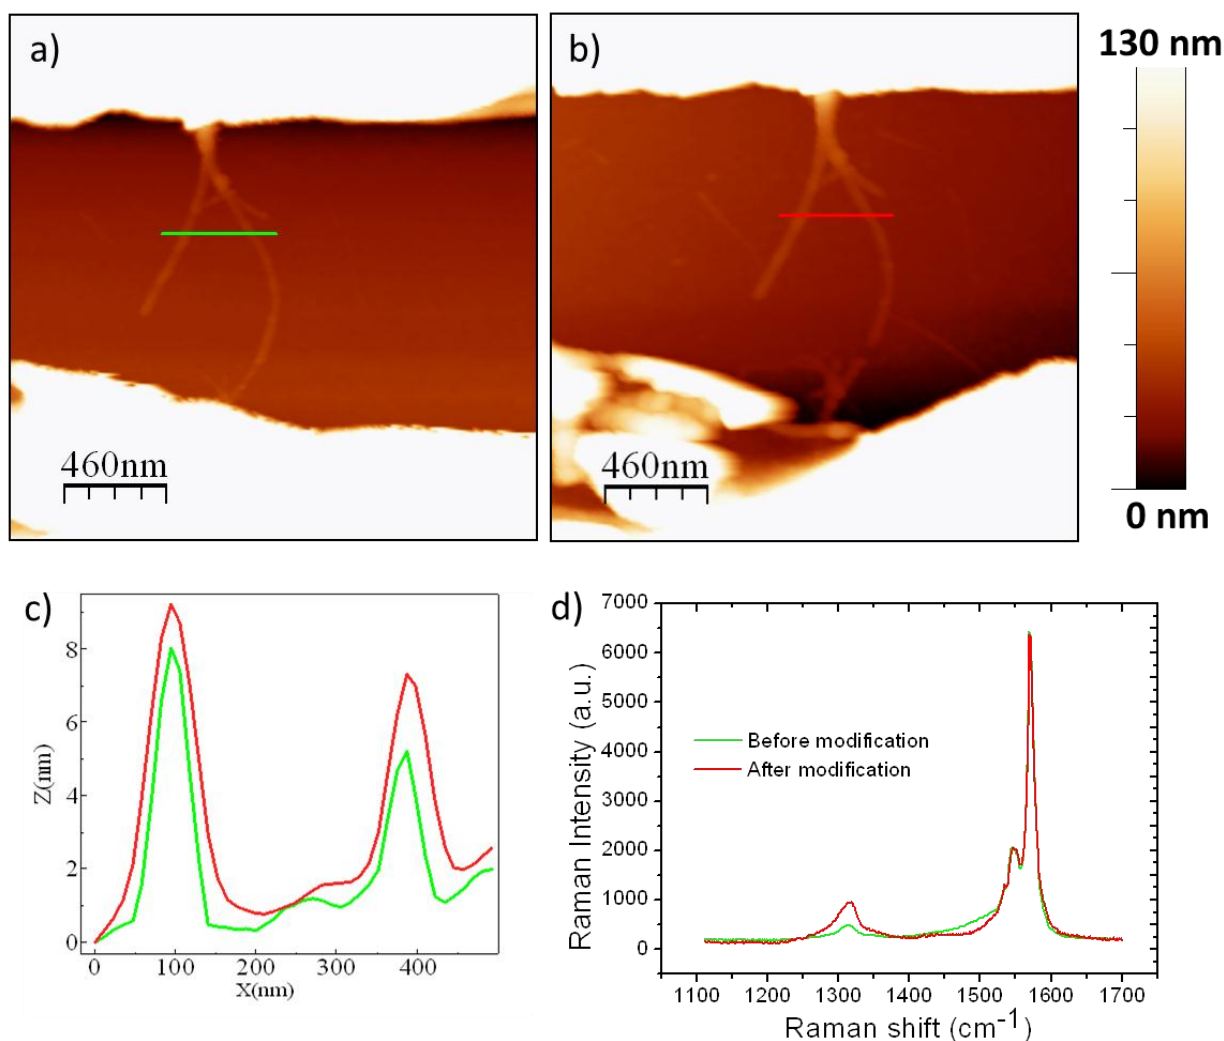 a)
b)
130 nm
460nm
460nm
0 nm
c)
8
6
4
2
0
Z(nm)
0 100 200 300 400
X(nm)
d)
7000
6000
5000
4000
3000
2000
1000
0
Raman Intensity (a.u.)
Before modification
After modification
1100 1200 1300 1400 1500 1600 1700
Raman shift (cm-1)